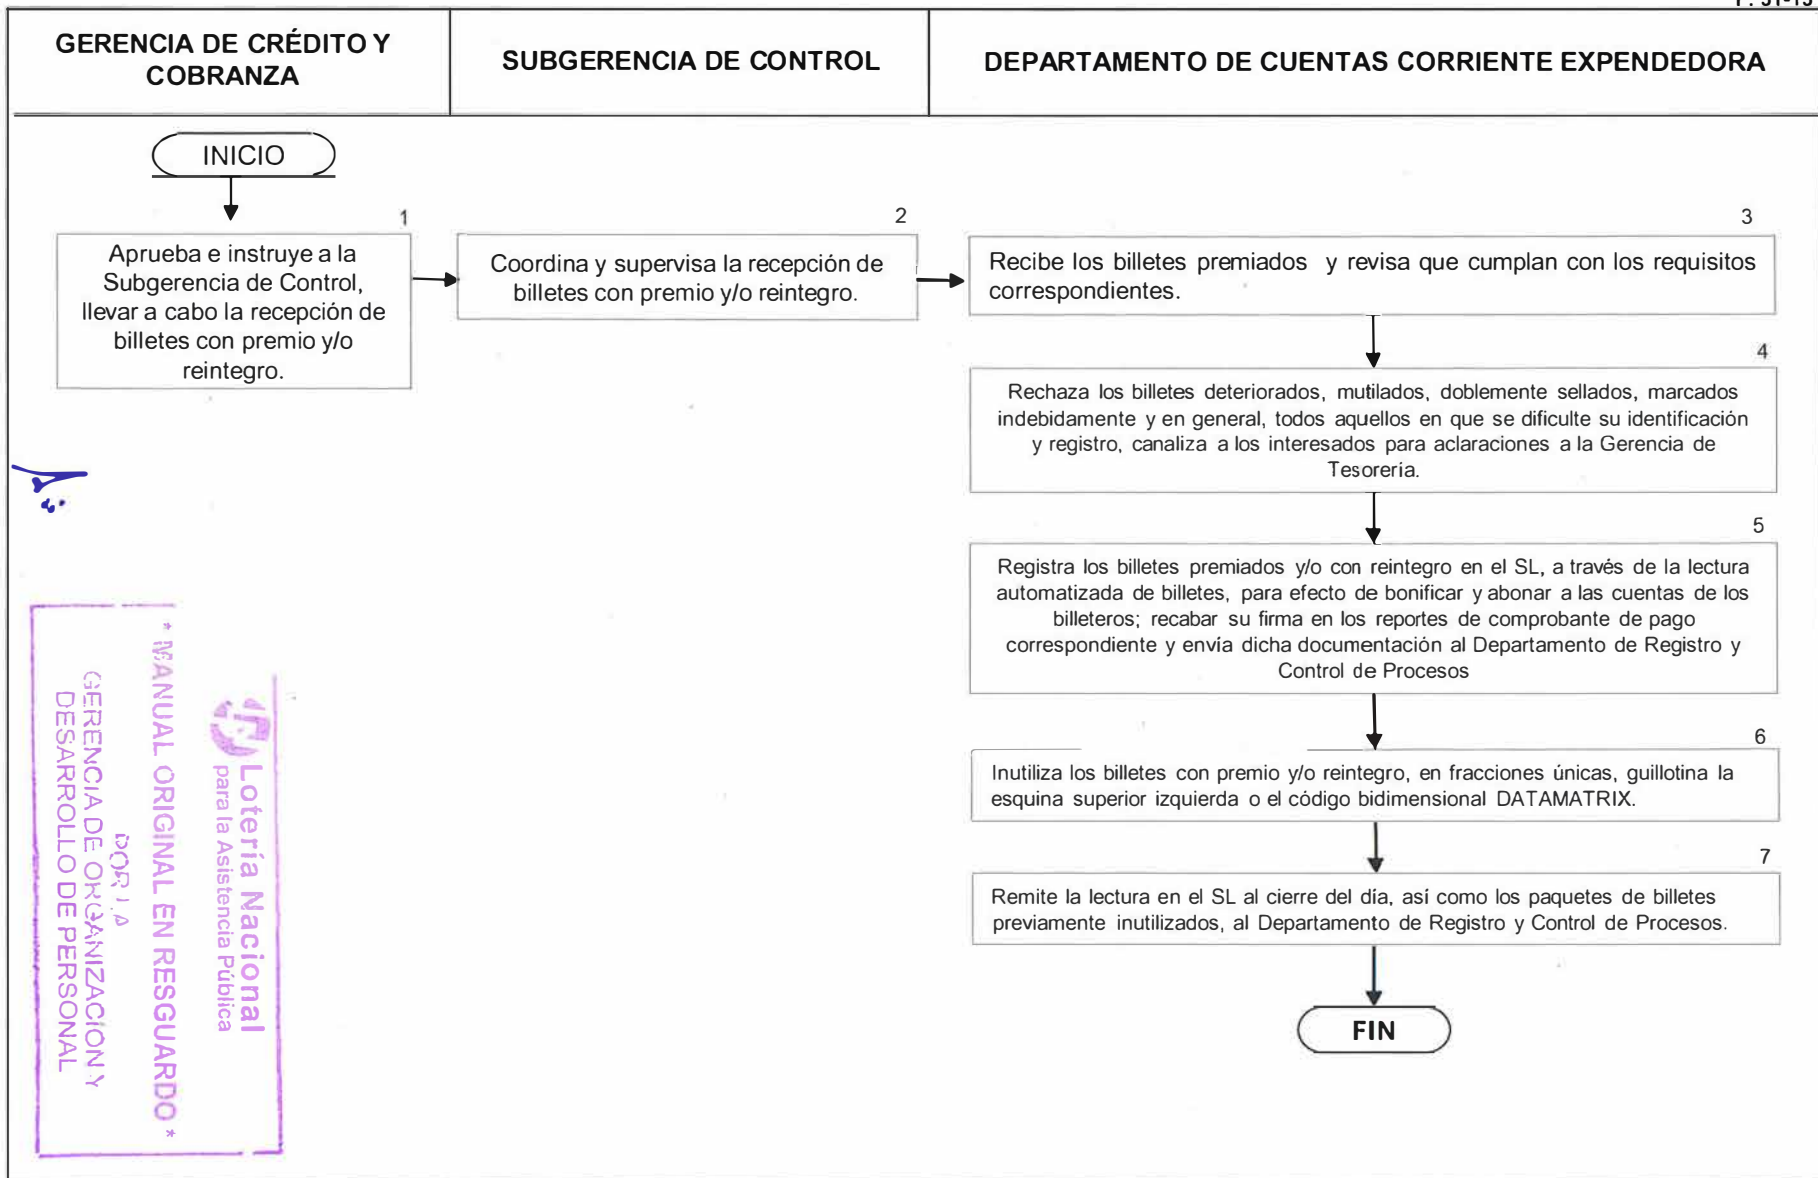 GERENCIA DE CRÉDITO Y
COBRANZA
SUBGERENCIA DE CONTROL
DEPARTAMENTO DE CUENTAS CORRIENTE EXPENDEDORA
INICIO
1
Aprueba e instruye a la
Subgerencia de Control,
llevar a cabo la recepción de
billetes con premio y/o
reintegro.
2
Coordina y supervisa la recepción de
billetes con premio y/o reintegro.
3
Recibe los billetes premiados y revisa que cumplan con los requisitos
correspondientes.
4
Rechaza los billetes deteriorados, mutilados, doblemente sellados, marcados
indebidamente y en general, todos aquellos en que se dificulte su identificación
y registro, canaliza a los interesados para aclaraciones a la Gerencia de
Tesorería.
5
Registra los billetes premiados y/o con reintegro en el SL, a través de la lectura
automatizada de billetes, para efecto de bonificar y abonar a las cuentas de los
billeteros; recabar su firma en los reportes de comprobante de pago
correspondiente y envía dicha documentación al Departamento de Registro y
Control de Procesos
6
Inutiliza los billetes con premio y/o reintegro, en fracciones únicas, guillotina la
esquina superior izquierda o el código bidimensional DATAMATRIX.
7
Remite la lectura en el SL al cierre del día, así como los paquetes de billetes
previamente inutilizados, al Departamento de Registro y Control de Procesos.
FIN
Lotería Nacional
para la Asistencia Pública
* MANUAL ORIGINAL EN RESGUARDO *
POR LA
GERENCIA DE ORGANIZACIÓN Y
DESARROLLO DE PERSONAL